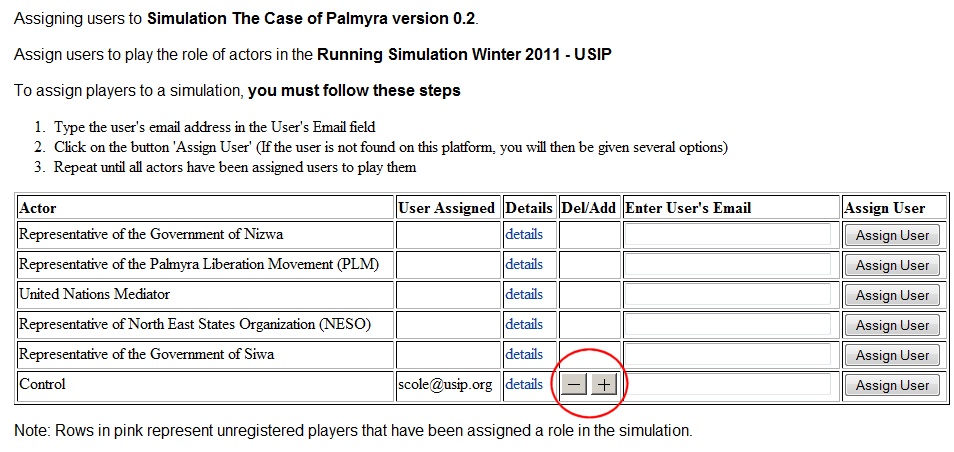 Assigning users to Simulation The Case of Palmyra version 0.2.
Assign users to play the role of actors in the Running Simulation Winter 2011 - USIP
To assign players to a simulation, you must follow these steps
1. Type the user's email address in the User's Email field
2. Click on the button 'Assign User' (If the user is not found on this platform, you will then be given several options)
3. Repeat until all actors have been assigned users to play them
Actor User Assigned Details Del/Add Enter User's Email Assign User
Representative of the Government of Nizwa details Assign User
Representative of the Palmyra Liberation Movement (PLM) details Assign User
United Nations Mediator details Assign User
Representative of North East States Organization (NESO) details Assign User
Representative of the Government of Siwa details Assign User
Control scole@usip.org details − + Assign User
Note: Rows in pink represent unregistered players that have been assigned a role in the simulation.